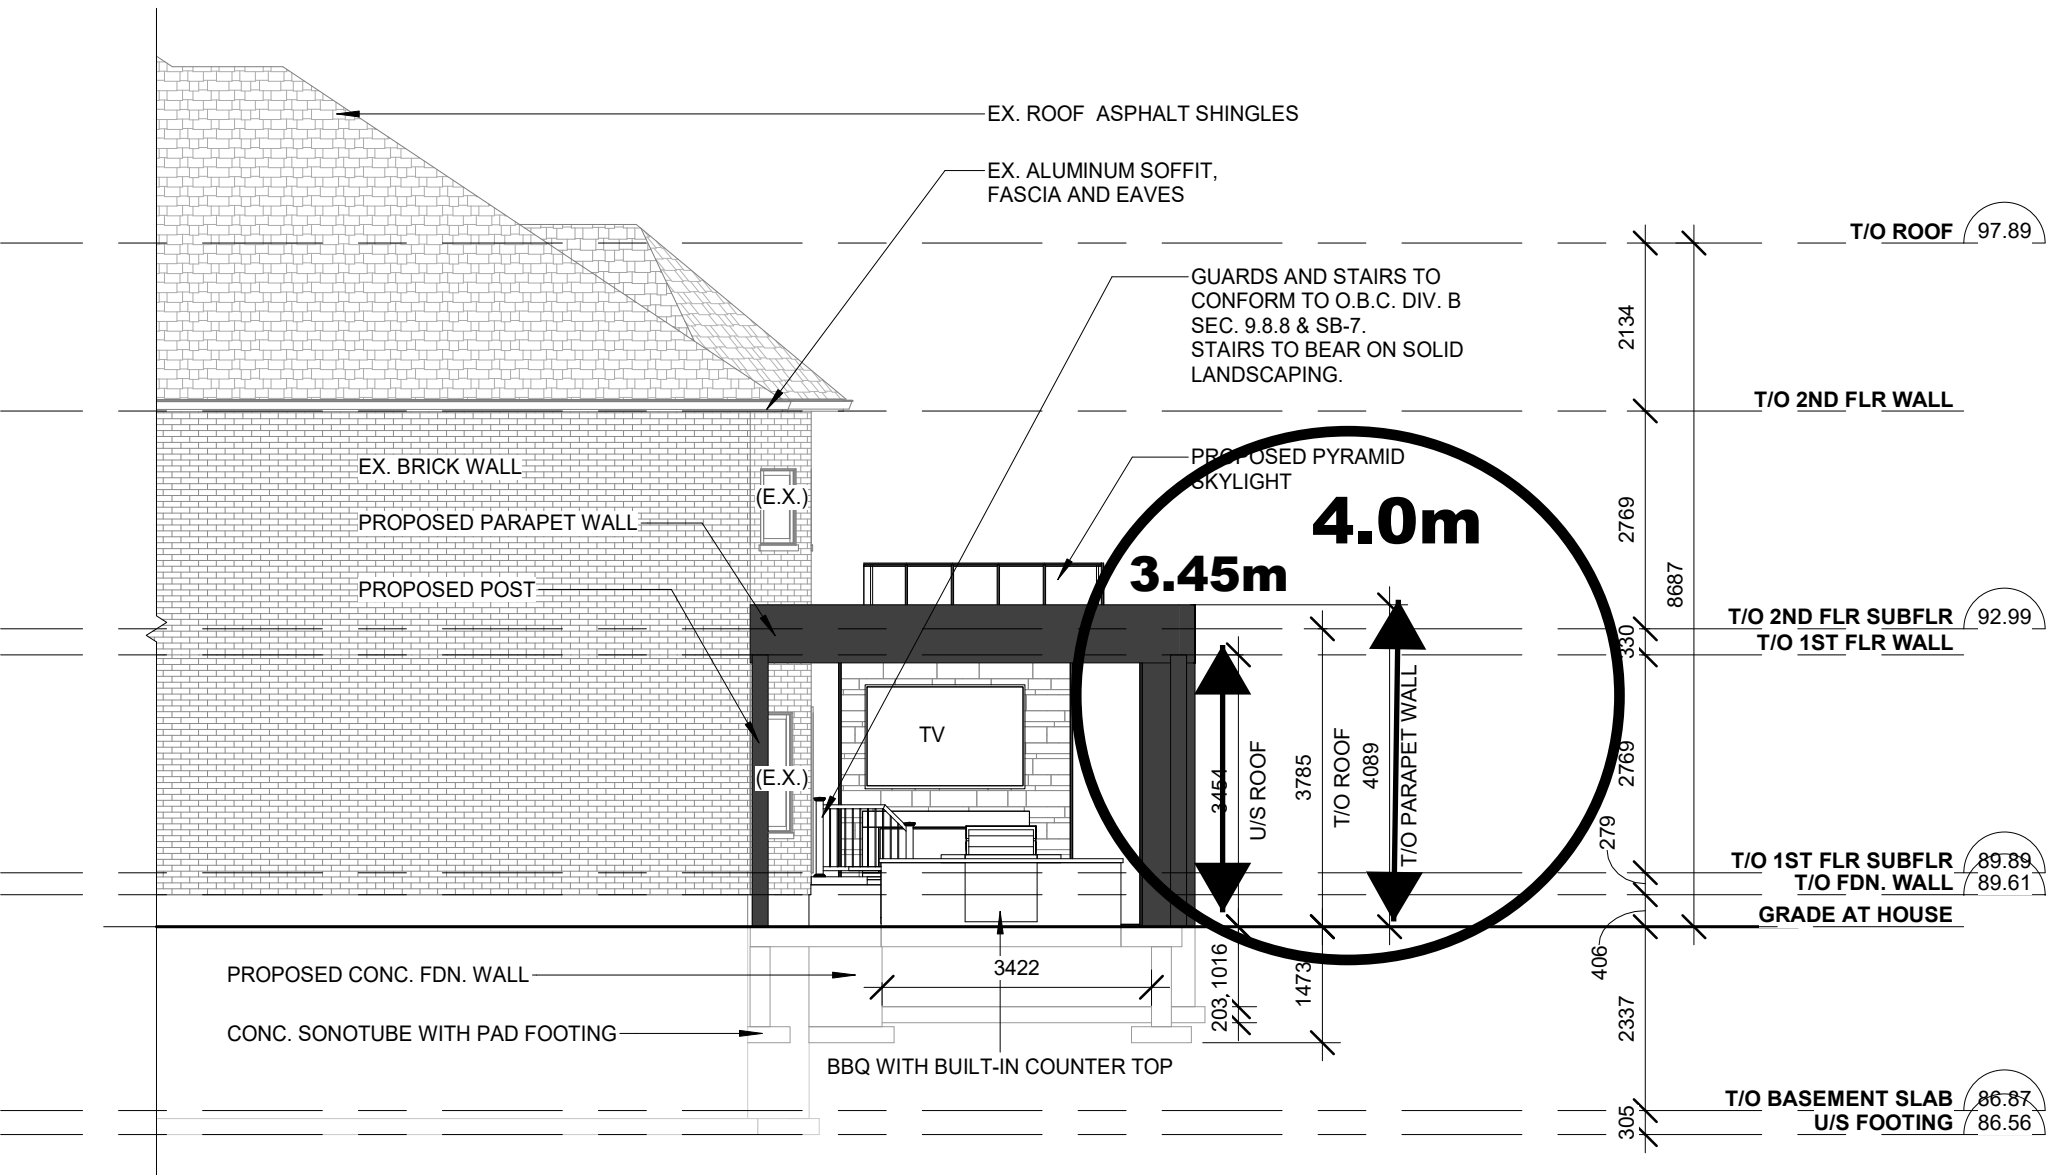 EX. ROOF  ASPHALT SHINGLES
EX. ALUMINUM SOFFIT,
FASCIA AND EAVES
T/O ROOF 97.89
GUARDS AND STAIRS TO
CONFORM TO O.B.C. DIV. B
SEC. 9.8.8 & SB-7.
STAIRS TO BEAR ON SOLID
LANDSCAPING.
2134
T/O 2ND FLR WALL
PROPOSED PYRAMID
SKYLIGHT
EX. BRICK WALL
(E.X.)
4.0m
2769
PROPOSED PARAPET WALL
3.45m
8687
PROPOSED POST
T/O 2ND FLR SUBFLR 92.99
330
T/O 1ST FLR WALL
TV
(E.X.)
3454
U/S ROOF
3785
T/O ROOF
4089
T/O PARAPET WALL
2769
279
T/O 1ST FLR SUBFLR 89.89
T/O FDN. WALL 89.61
GRADE AT HOUSE
406
PROPOSED CONC. FDN. WALL
3422
203, 1016
1473
2337
CONC. SONOTUBE WITH PAD FOOTING
BBQ WITH BUILT-IN COUNTER TOP
T/O BASEMENT SLAB 86.87
305
U/S FOOTING 86.56